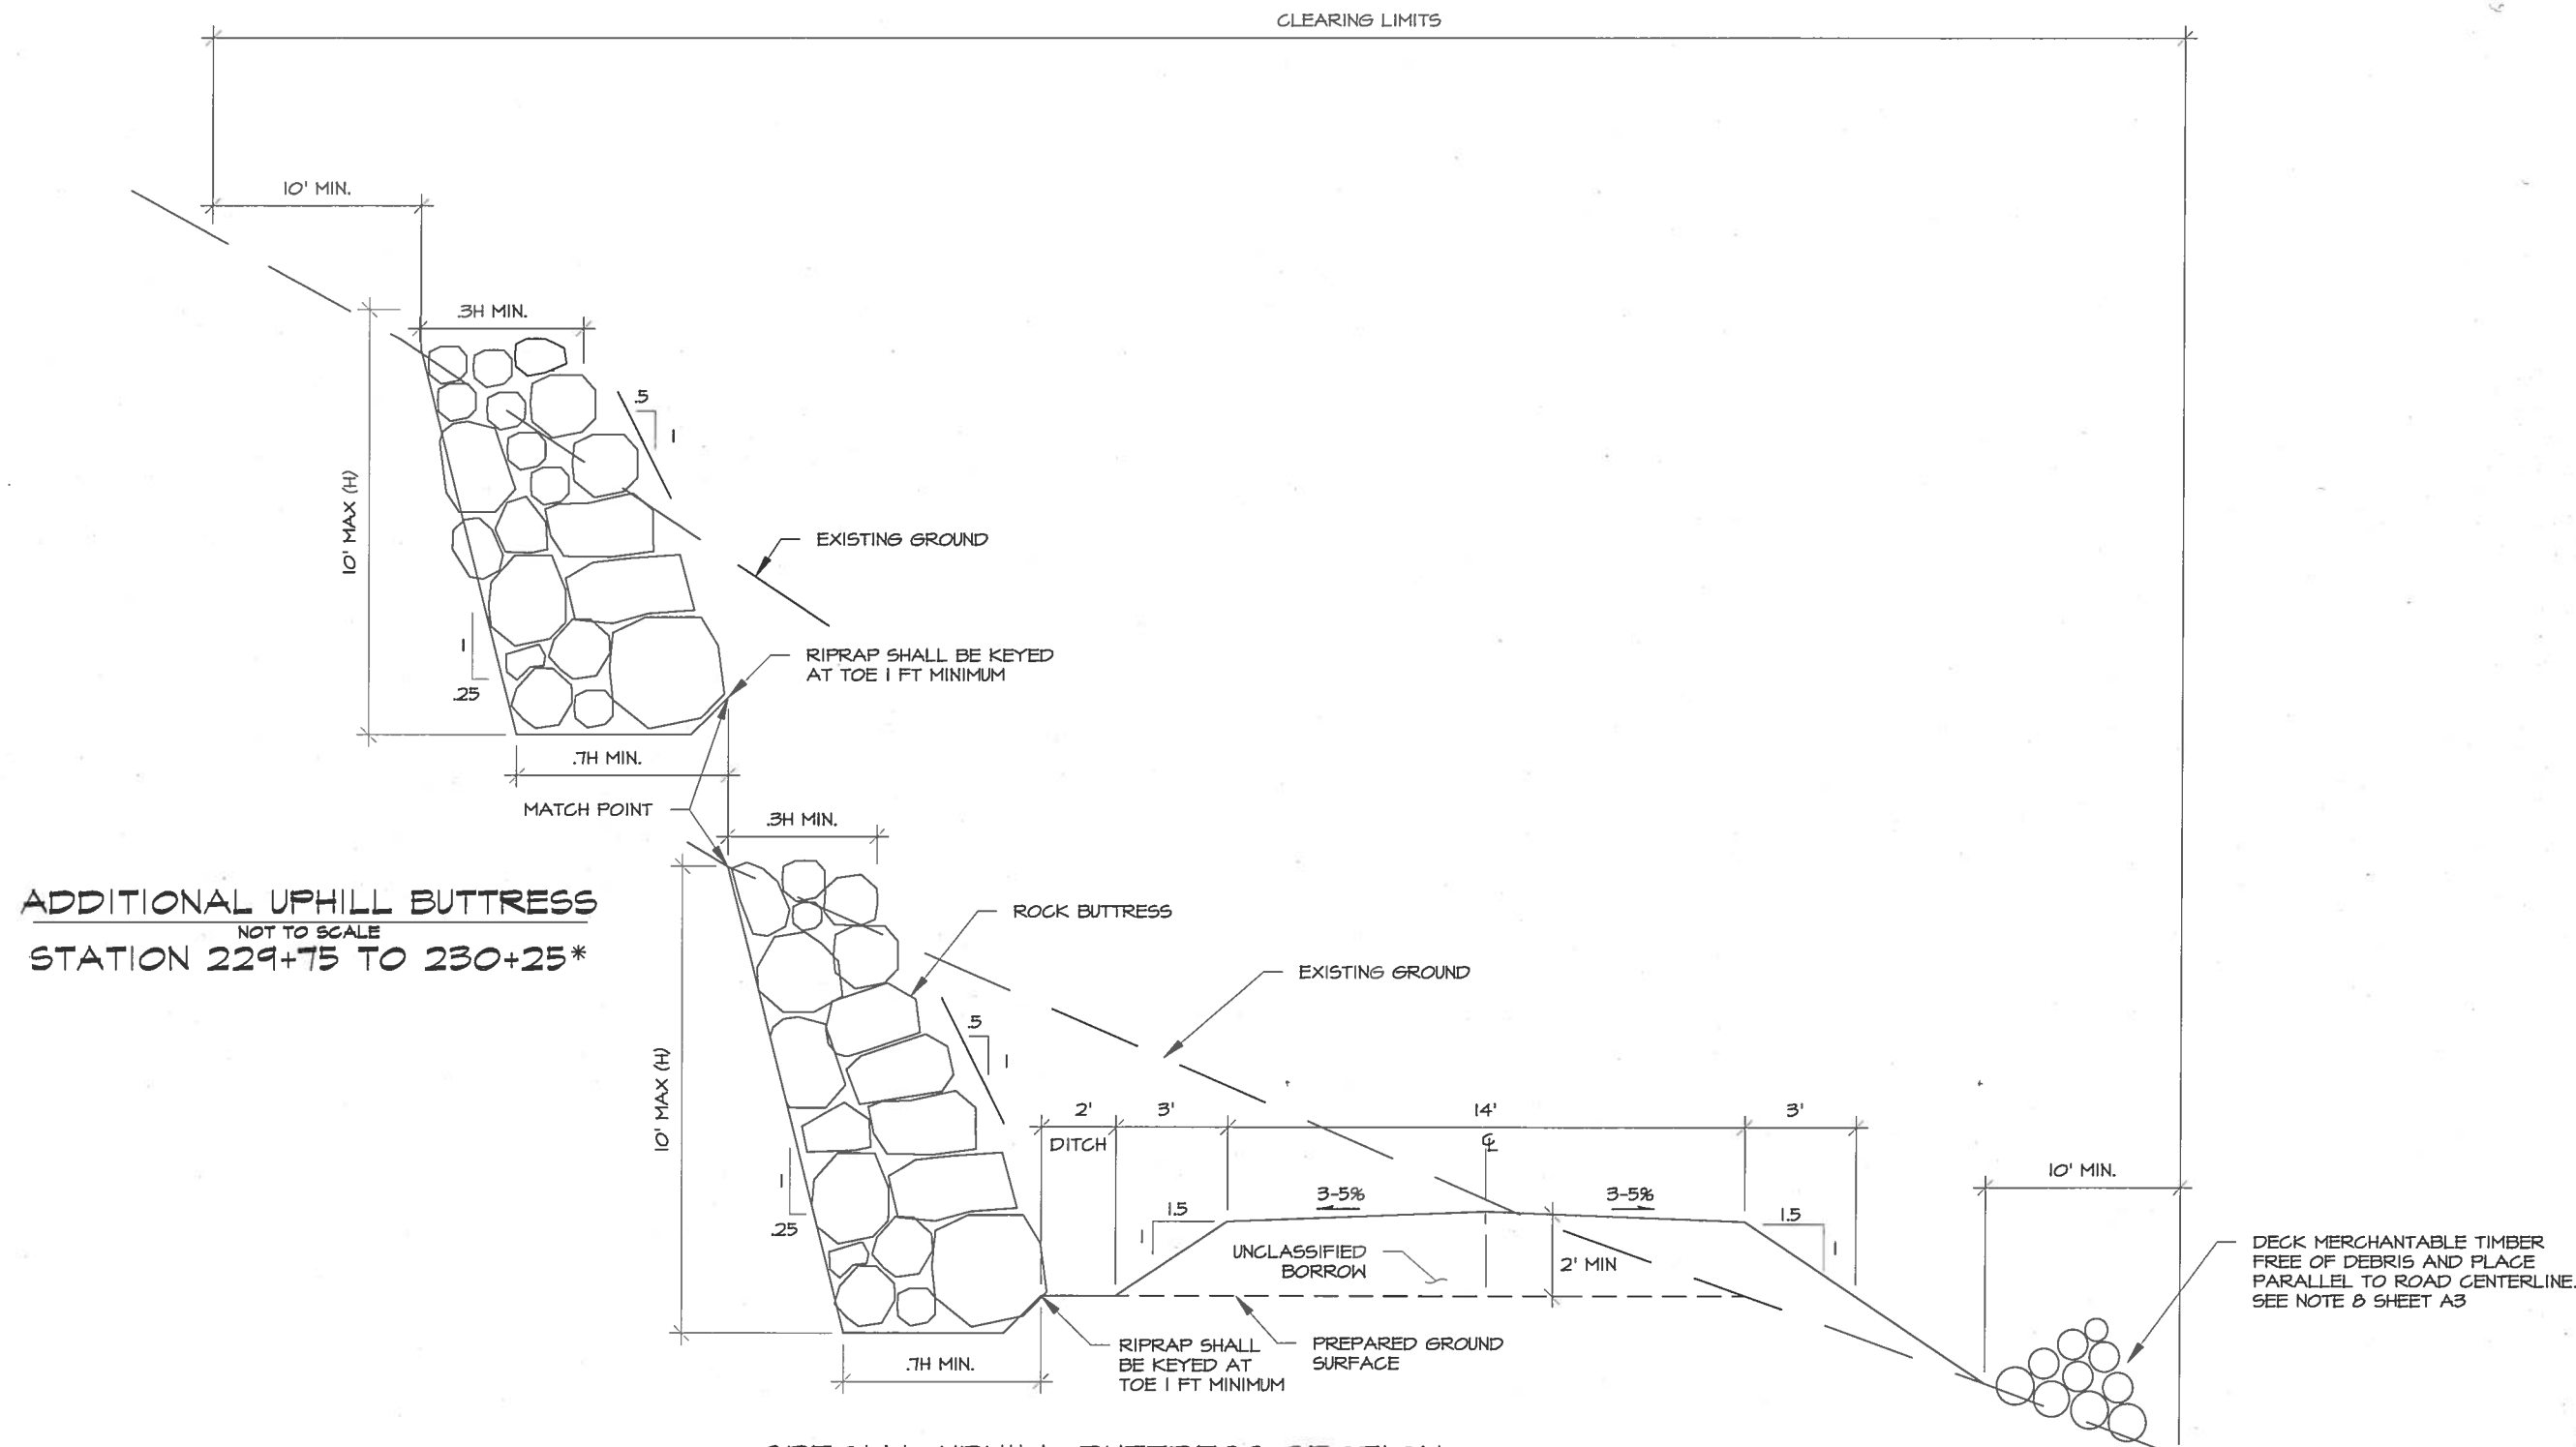 CLEARING LIMITS
10' MIN.
.3H MIN.
.5
1
10' MAX (H)
EXISTING GROUND
1
.25
RIPRAP SHALL BE KEYED
AT TOE 1 FT MINIMUM
.7H MIN.
MATCH POINT
.3H MIN.
ADDITIONAL UPHILL BUTTRESS
NOT TO SCALE
STATION 229+75 TO 230+25*
ROCK BUTTRESS
EXISTING GROUND
.5
1
10' MAX (H)
2'
3'
14'
3'
DITCH
℄
10' MIN.
1
.25
1.5
1
3-5%
3-5%
1.5
1
UNCLASSIFIED
BORROW
2' MIN
DECK MERCHANTABLE TIMBER
FREE OF DEBRIS AND PLACE
PARALLEL TO ROAD CENTERLINE.
SEE NOTE 8 SHEET A3
RIPRAP SHALL
BE KEYED AT
TOE 1 FT MINIMUM
PREPARED GROUND
SURFACE
.7H MIN.